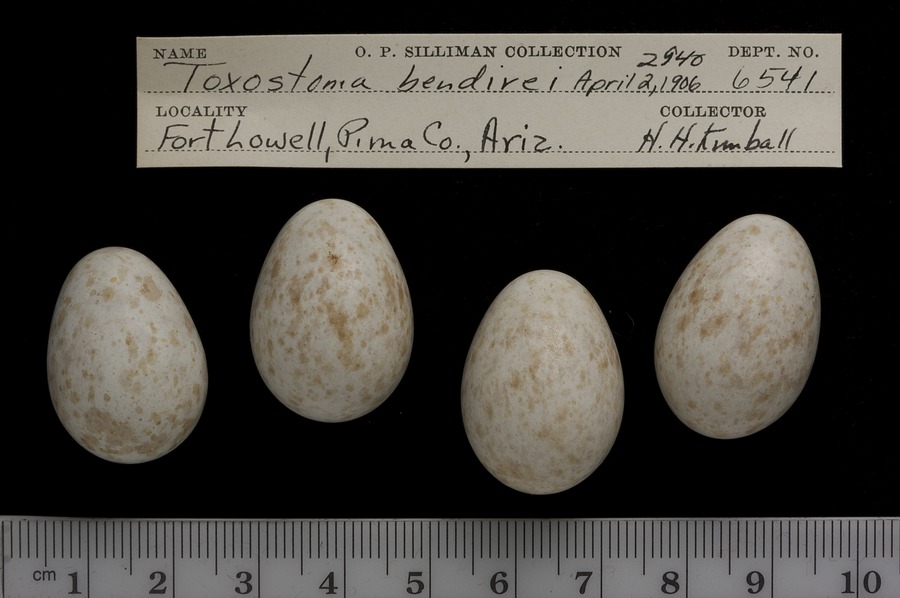 NAME O. P. SILLIMAN COLLECTION 2940 DEPT. NO.
Toxostoma bendirei April 2, 1906 6541
LOCALITY COLLECTOR
Fort Lowell, Pima Co., Ariz. H. H. Kimball
cm 1 2 3 4 5 6 7 8 9 10